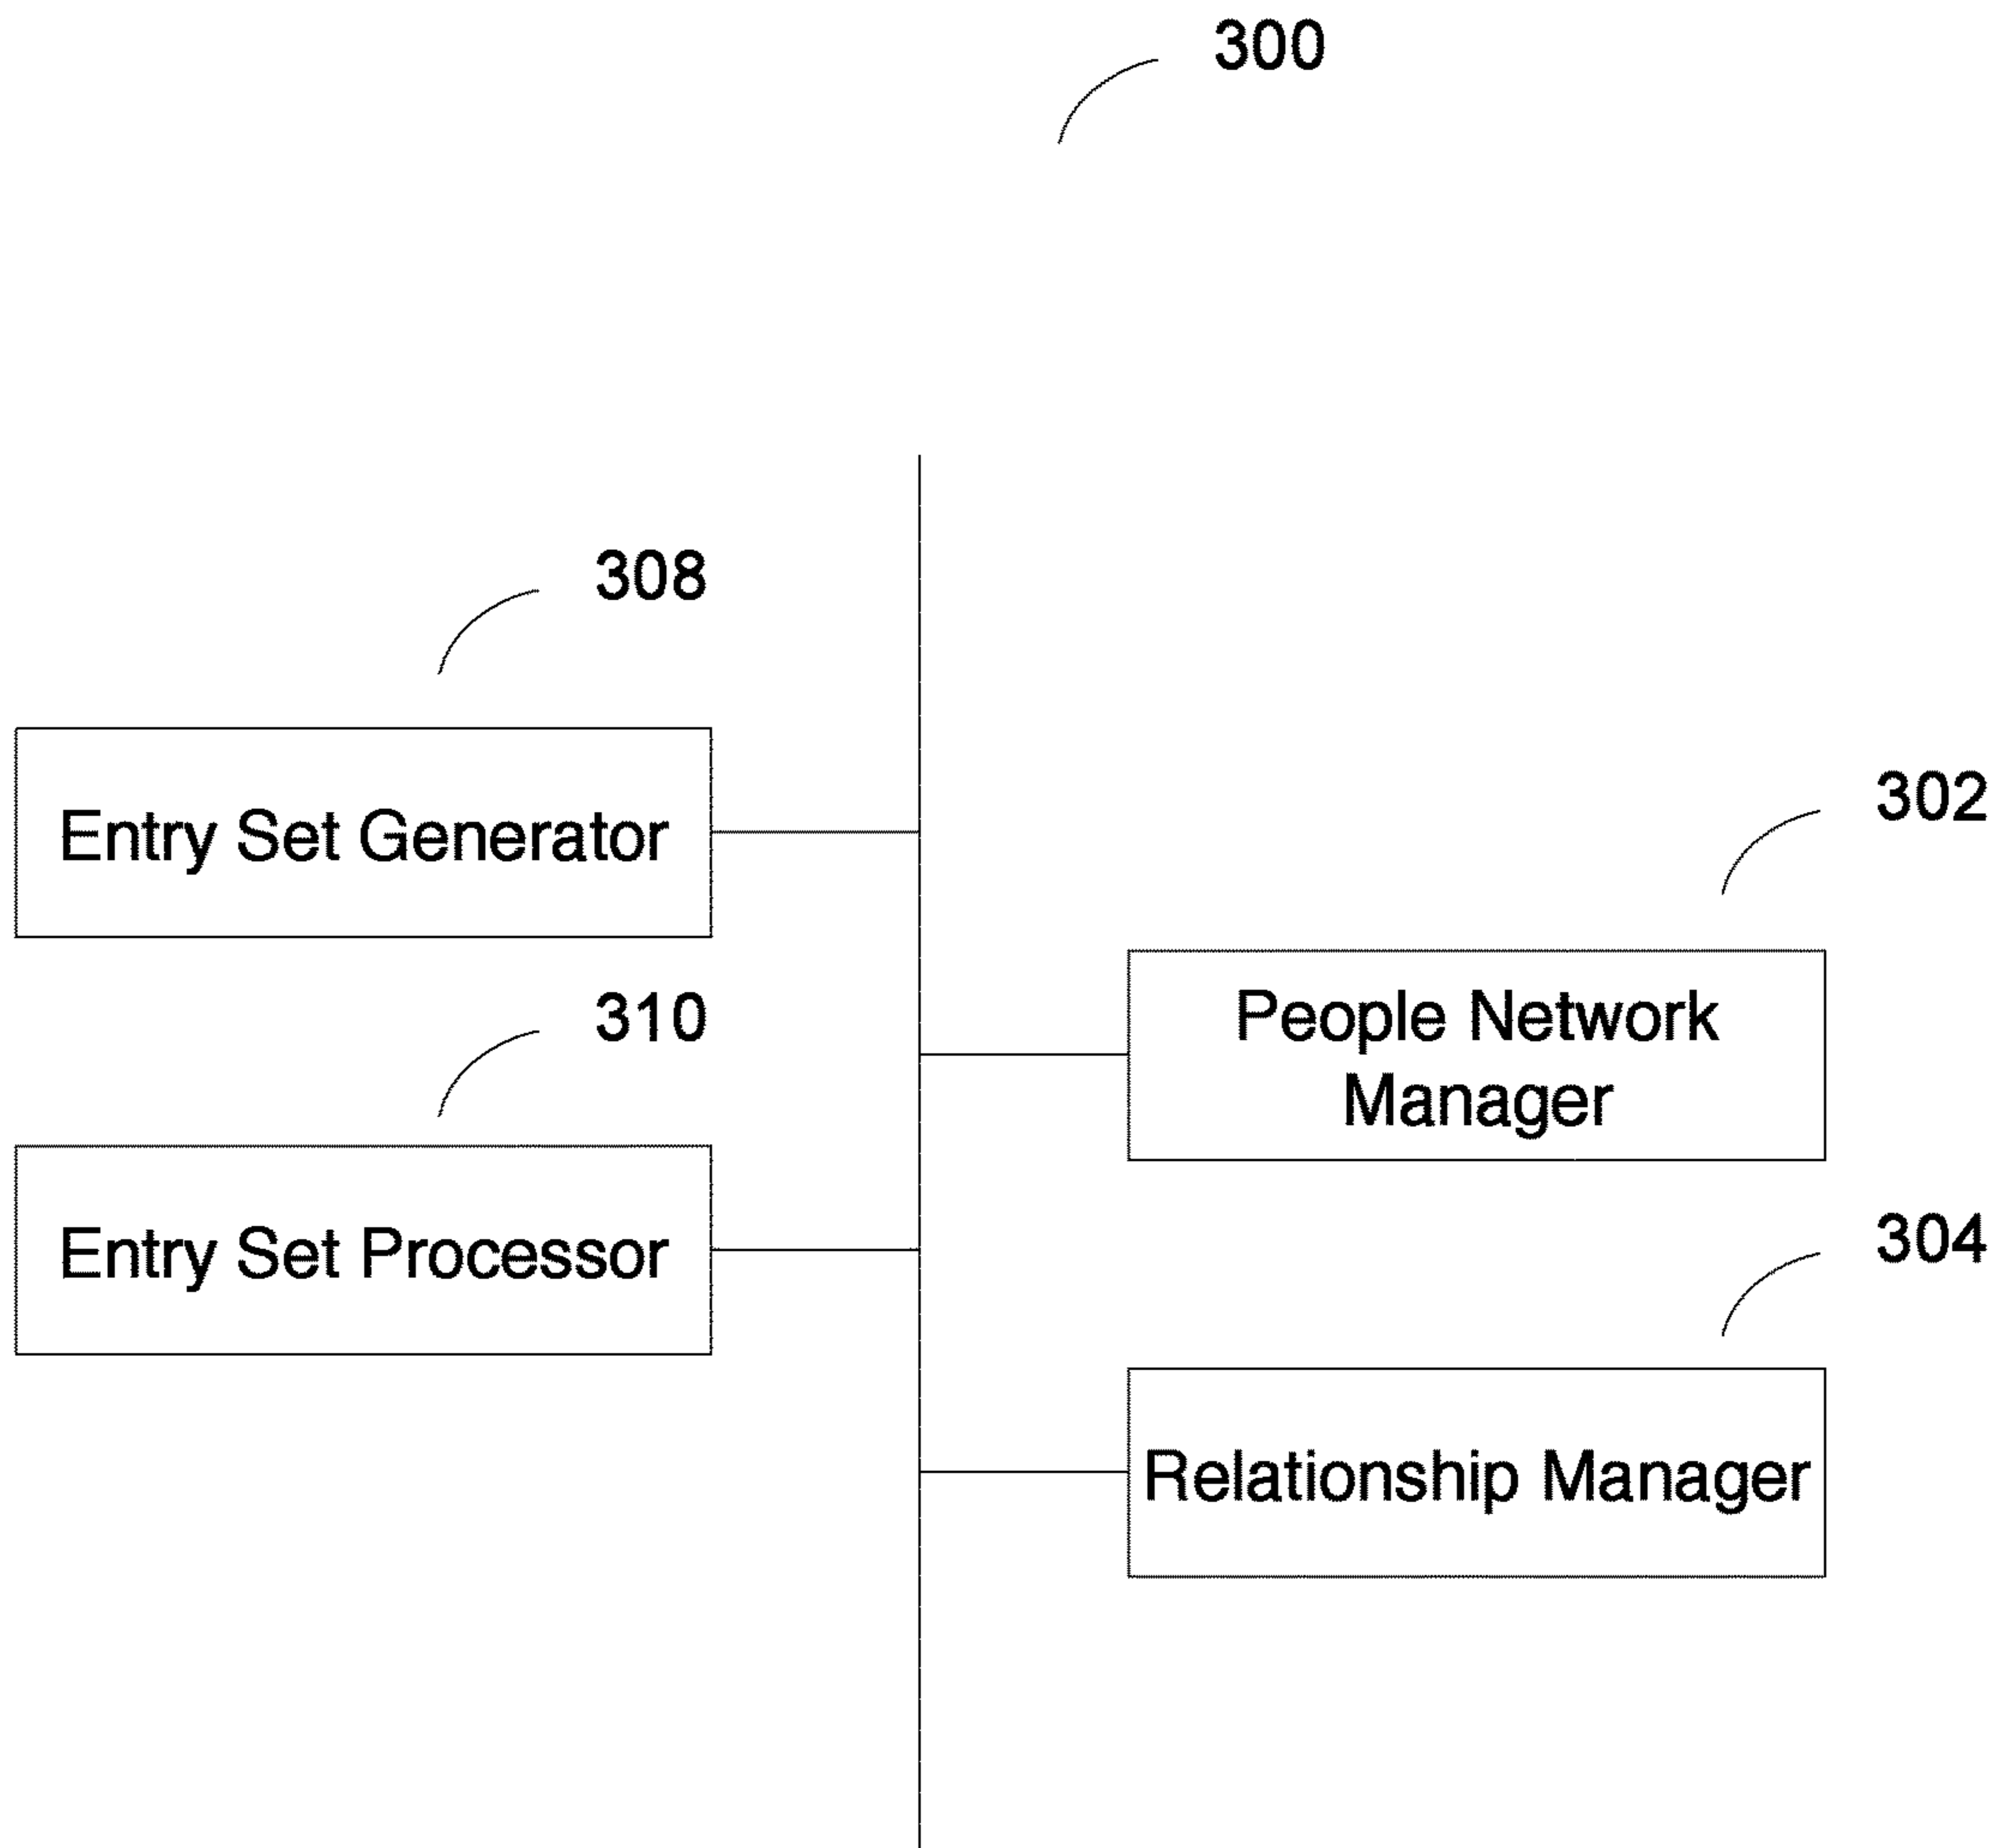 300
308
Entry Set Generator
302
People Network
Manager
310
Entry Set Processor
304
Relationship Manager